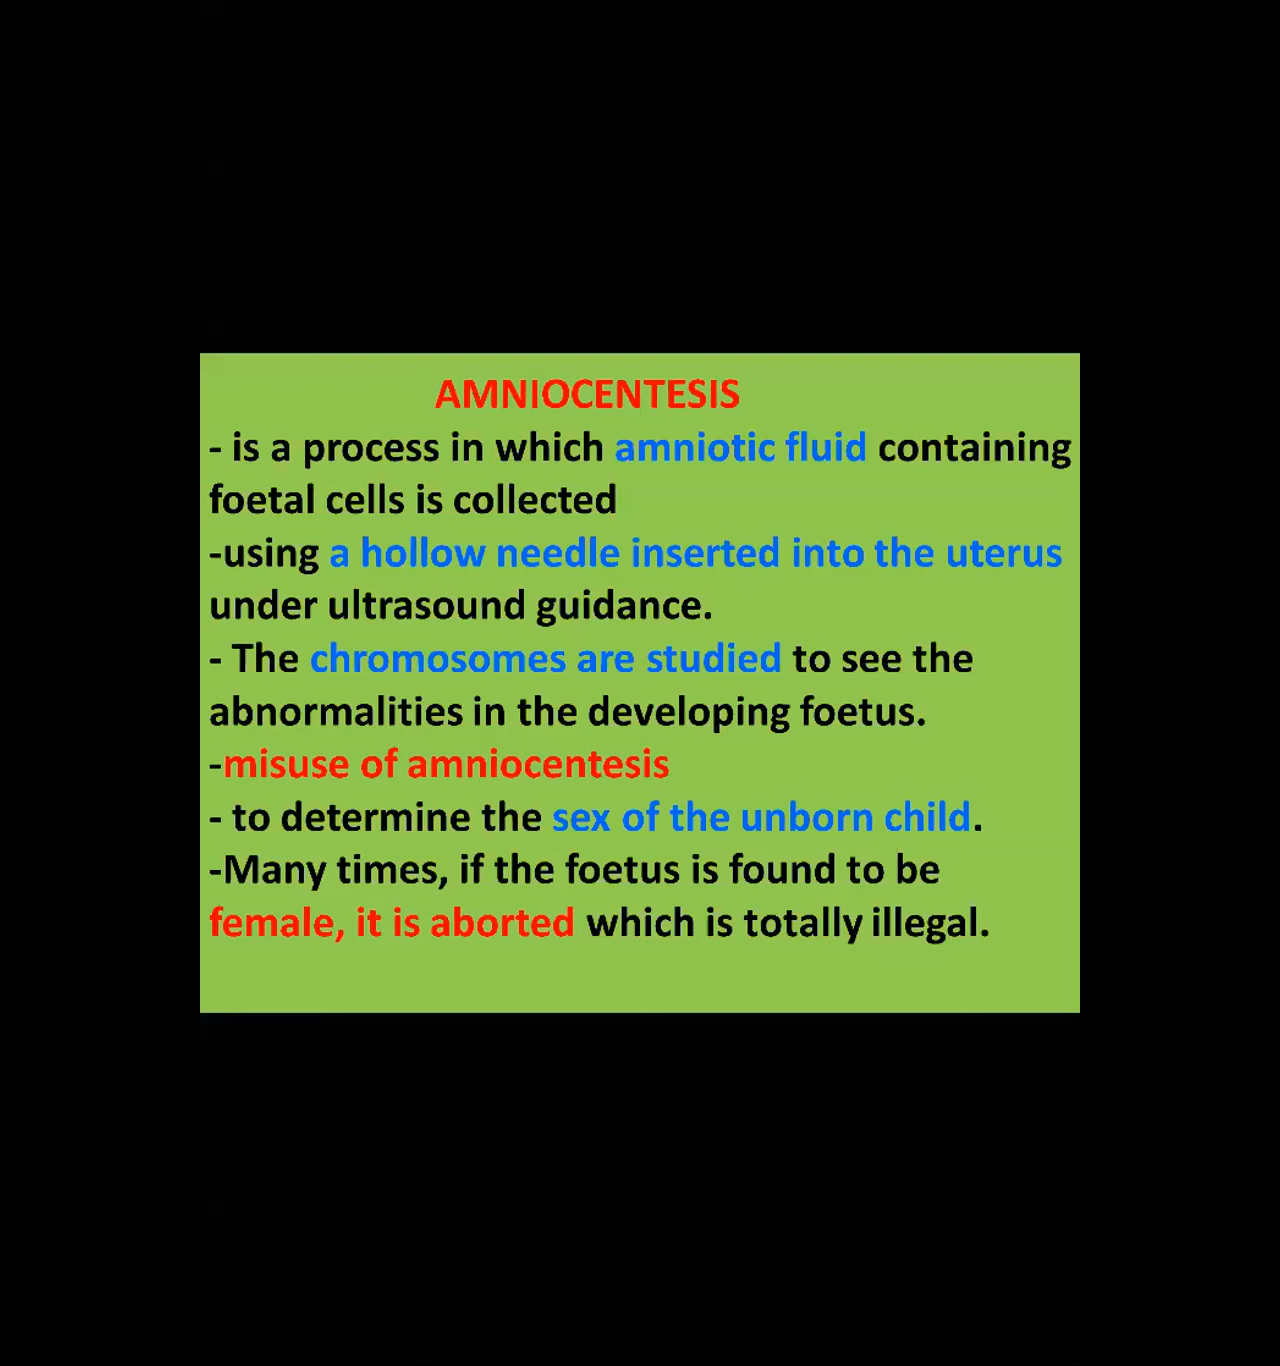 AMNIOCENTESIS
- is a process in which amniotic fluid containing
foetal cells is collected
-using a hollow needle inserted into the uterus
under ultrasound guidance.
- The chromosomes are studied to see the
abnormalities in the developing foetus.
-misuse of amniocentesis
- to determine the sex of the unborn child.
-Many times, if the foetus is found to be
female, it is aborted which is totally illegal.